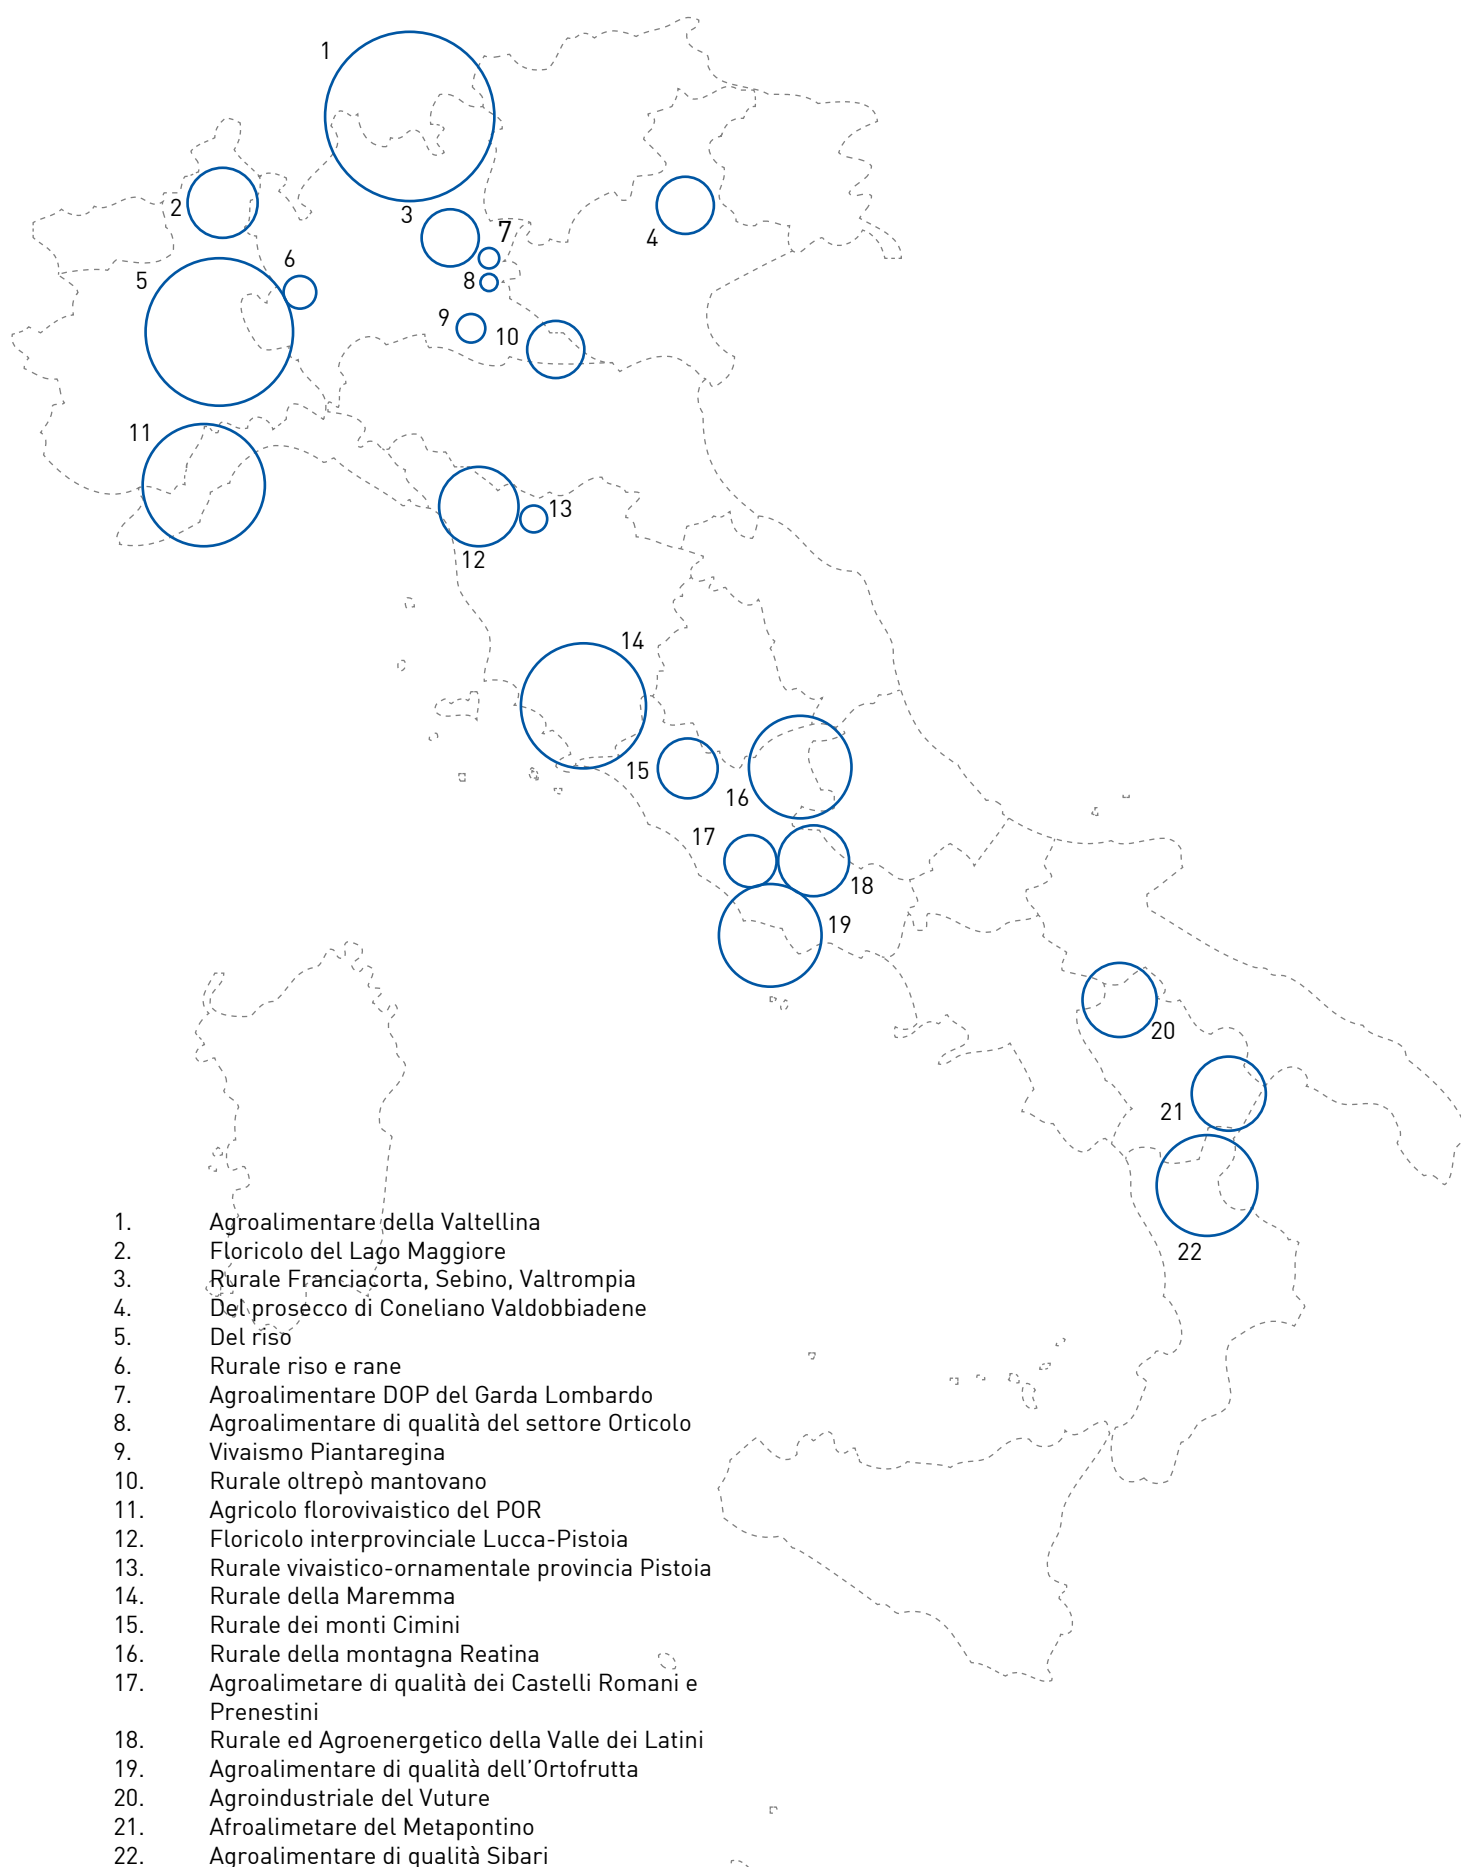 1
2
3
7
4
6
5
8
9
10
11
13
12
14
15
16
17
18
19
20
21
22
1. Agroalimentare della Valtellina
2. Floricolo del Lago Maggiore
3. Rurale Franciacorta, Sebino, Valtrompia
4. Del prosecco di Coneliano Valdobbiadene
5. Del riso
6. Rurale riso e rane
7. Agroalimentare DOP del Garda Lombardo
8. Agroalimentare di qualità del settore Orticolo
9. Vivaismo Piantaregina
10. Rurale oltrepò mantovano
11. Agricolo florovivaistico del POR
12. Floricolo interprovinciale Lucca-Pistoia
13. Rurale vivaistico-ornamentale provincia Pistoia
14. Rurale della Maremma
15. Rurale dei monti Cimini
16. Rurale della montagna Reatina
17. Agroalimetare di qualità dei Castelli Romani e
Prenestini
18. Rurale ed Agroenergetico della Valle dei Latini
19. Agroalimentare di qualità dell'Ortofrutta
20. Agroindustriale del Vuture
21. Afroalimetare del Metapontino
22. Agroalimentare di qualità Sibari